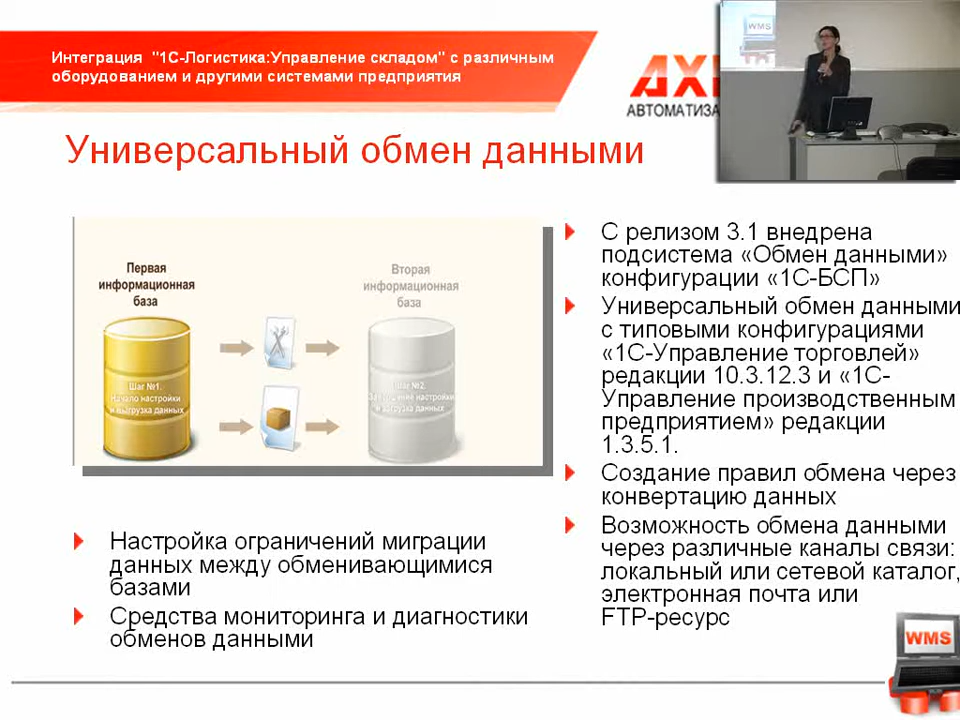 Интеграция "1С-Логистика:Управление складом" с различным
оборудованием и другими системами предприятия
АВТОМАТИЗА
WMS
Универсальный обмен данными
Первая
информационная
база
Шаг №1.
Начало настройки
и выгрузка данных
Вторая
информационная
база
Шаг №2.
С релизом 3.1 внедрена
подсистема «Обмен данными»
конфигурации «1С-БСП»
Универсальный обмен данными
с типовыми конфигурациями
«1С-Управление торговлей»
редакции 10.3.12.3 и «1С-
Управление производственным
предприятием» редакции
1.3.5.1.
Создание правил обмена через
конвертацию данных
Возможность обмена данными
через различные каналы связи:
локальный или сетевой каталог,
электронная почта или
FTP-ресурс
Настройка ограничений миграции
данных между обменивающимися
базами
Средства мониторинга и диагностики
обменов данными
WMS